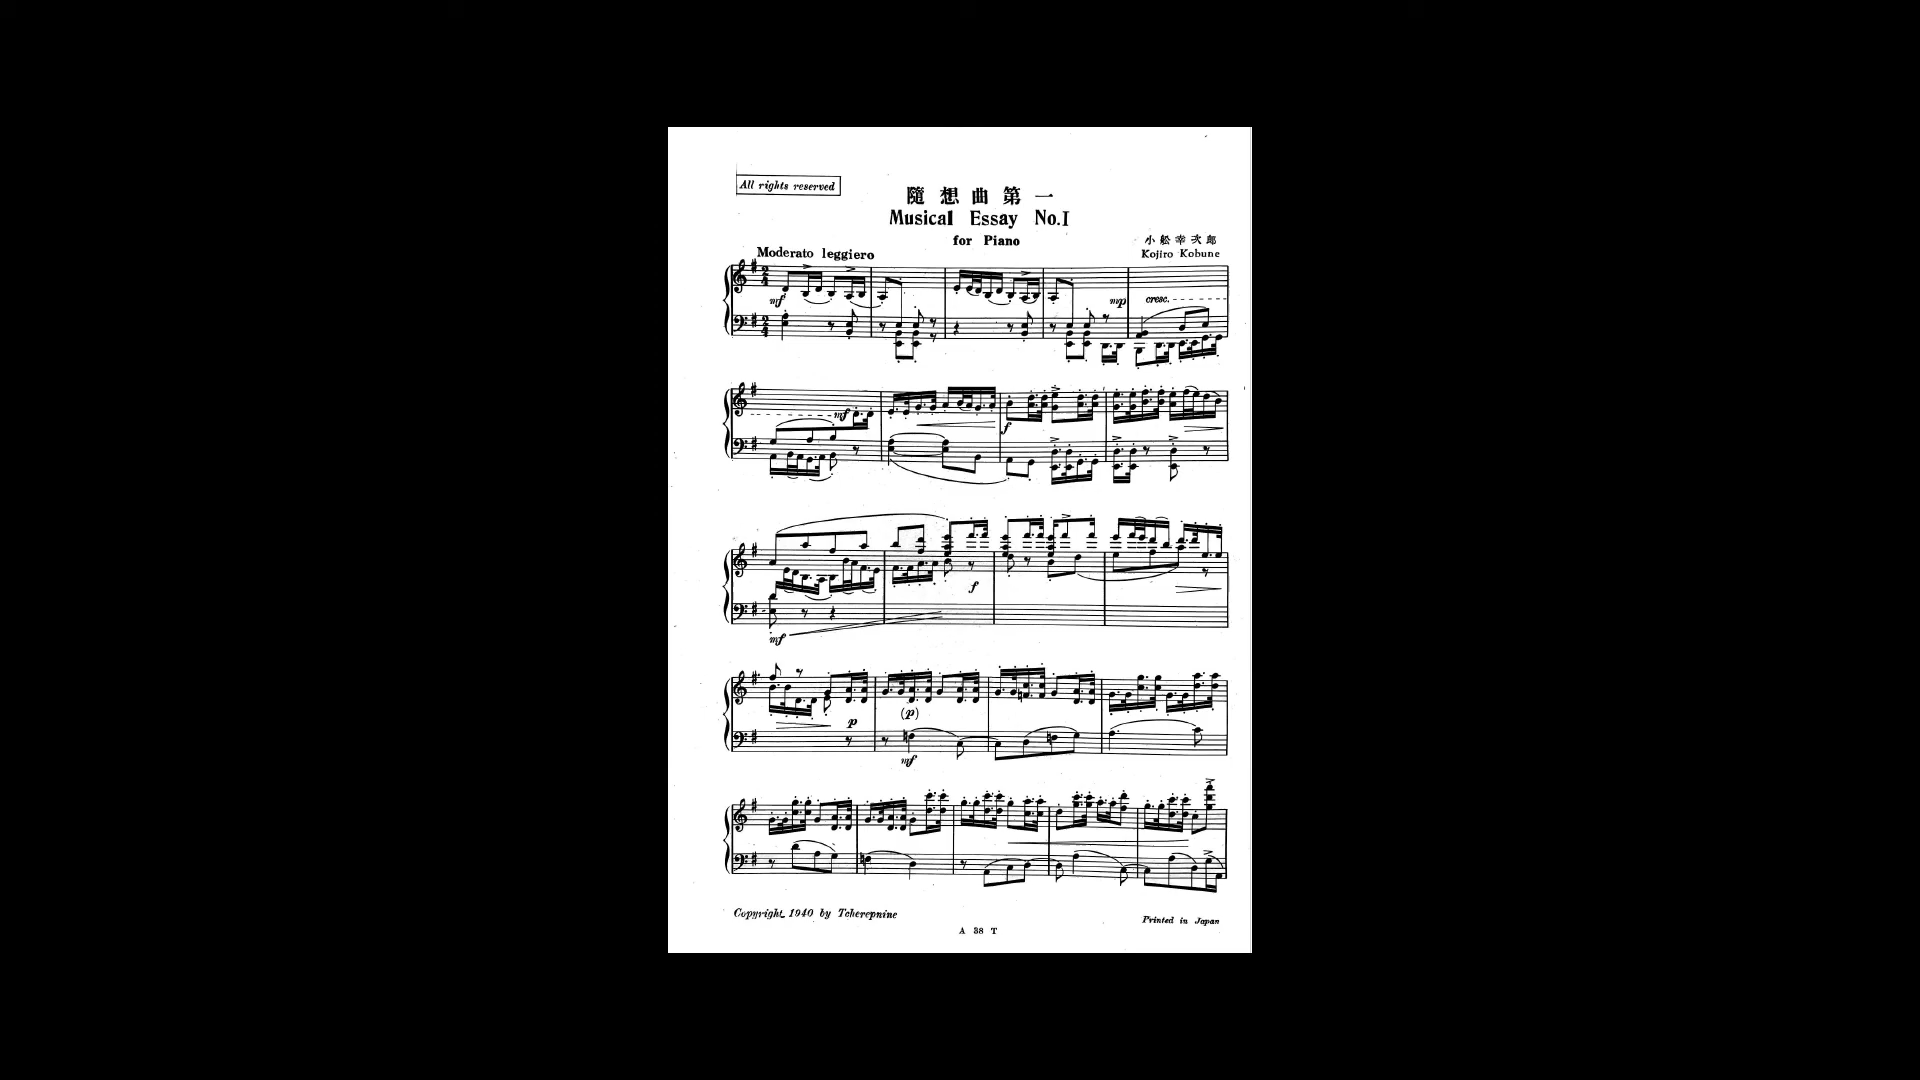 All rights reserved
隨想曲第一
Musical Essay No.I
for Piano
小舩幸次郎
Moderato leggiero
Kojiro Kobune
mf
mp
cresc.
mf
f
f
mf
p
(p)
mf
Copyright 1940 by Tcherepnine
Printed in Japan
A 38 T